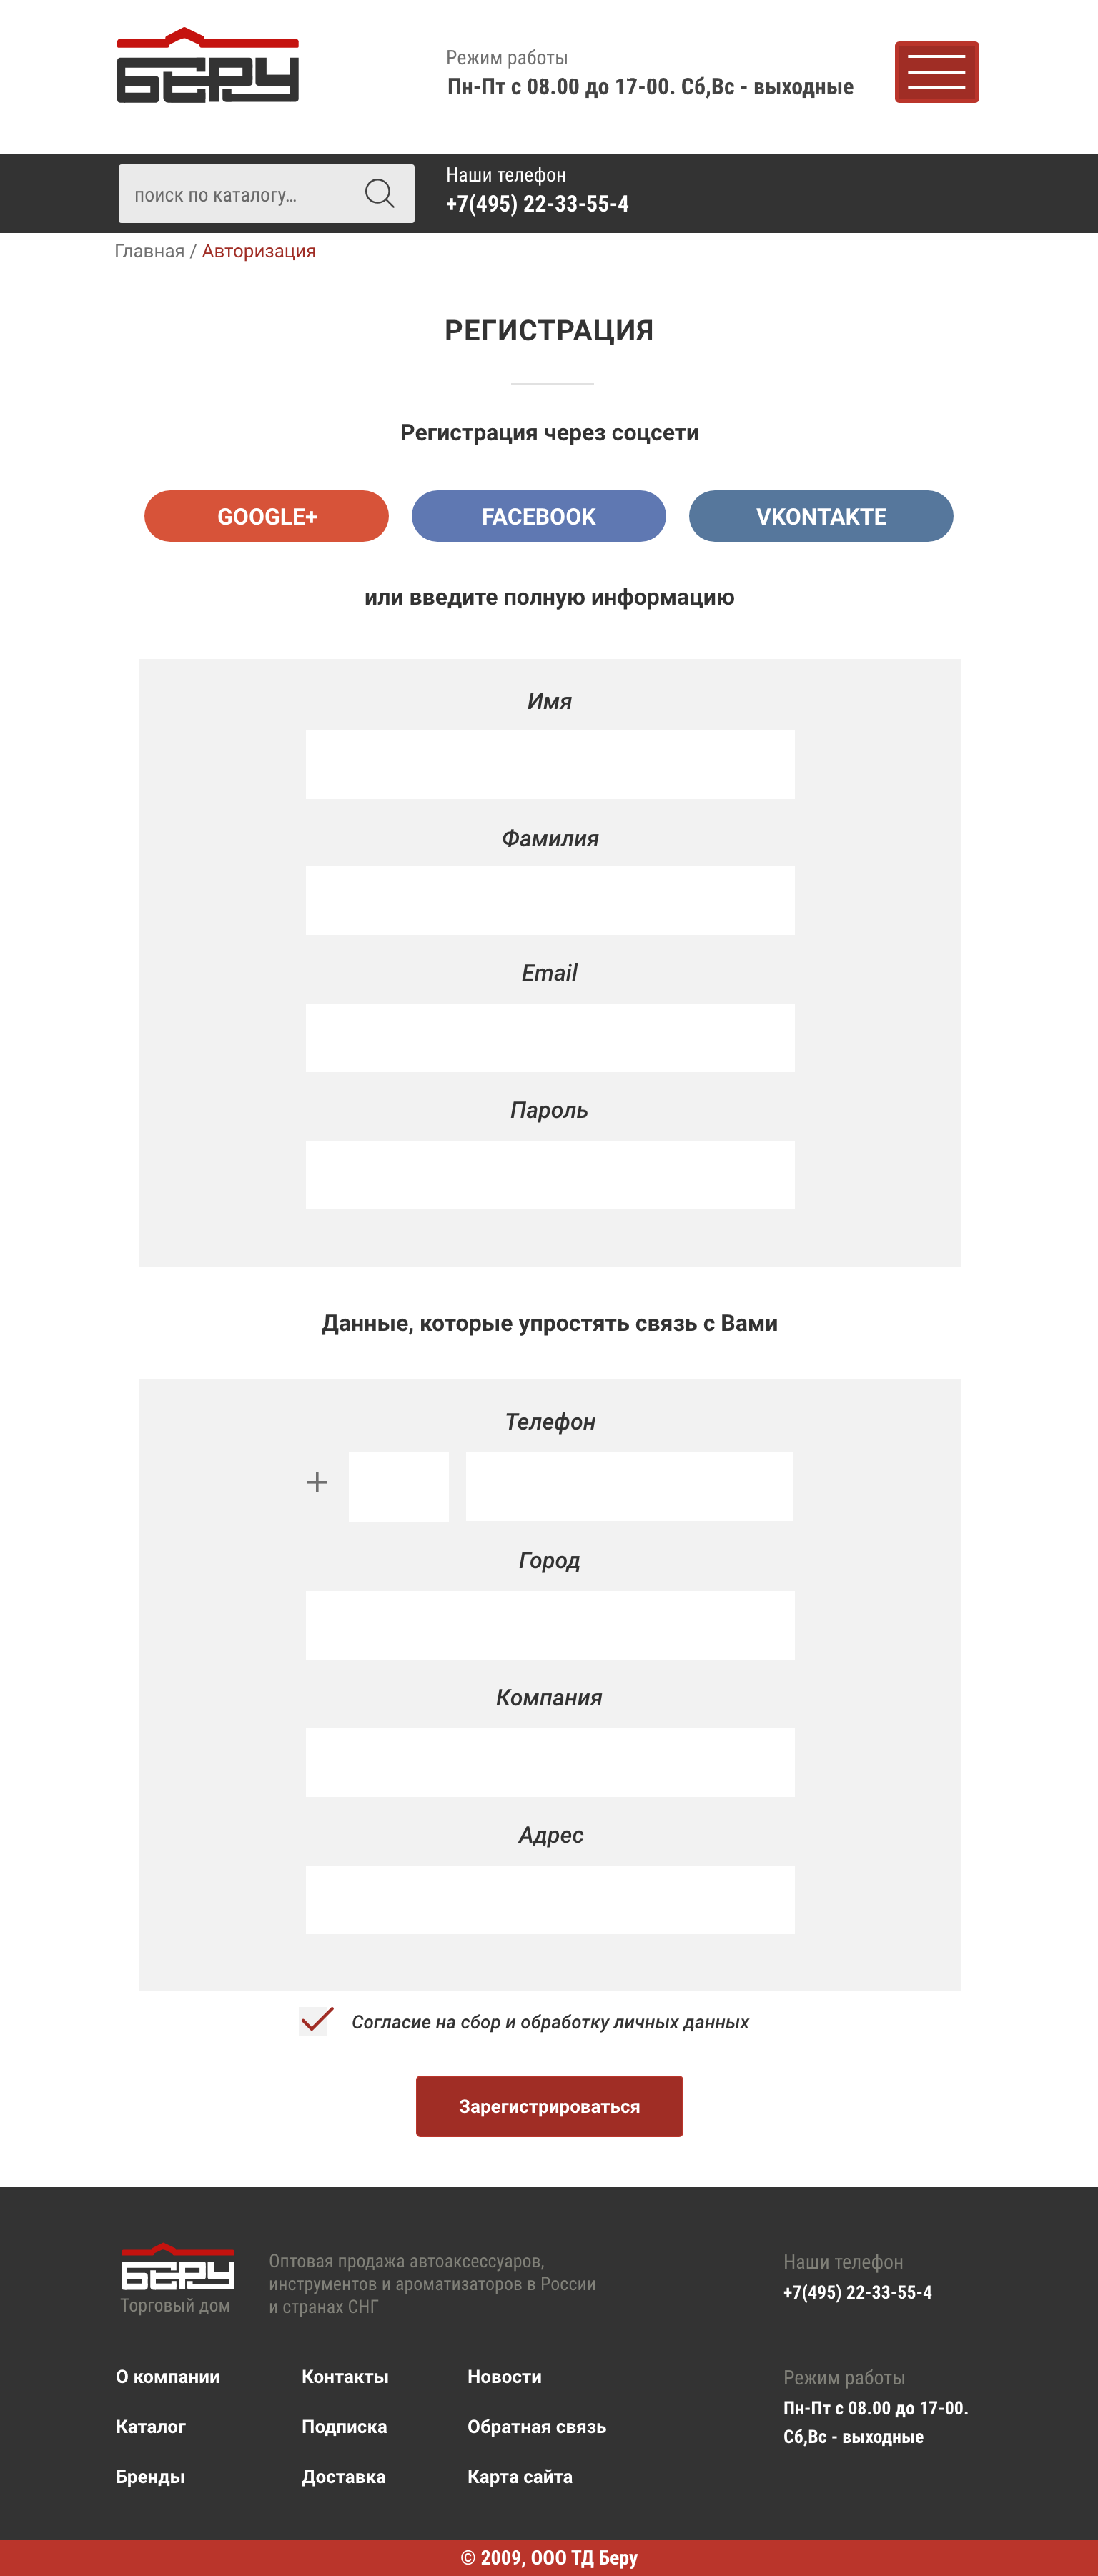 БЕРУ
Режим работы
Пн-Пт с 08.00 до 17-00. Сб,Вс - выходные
поиск по каталогу...
Наши телефон
+7(495) 22-33-55-4
Главная / Авторизация
РЕГИСТРАЦИЯ
Регистрация через соцсети
GOOGLE+ FACEBOOK VKONTAKTE
или введите полную информацию
Имя
Фамилия
Email
Пароль
Данные, которые упростять связь с Вами
Телефон
+
Город
Компания
Адрес
Согласие на сбор и обработку личных данных
Зарегистрироваться
БЕРУ
Торговый дом
Оптовая продажа автоаксессуаров,
инструментов и ароматизаторов в России
и странах СНГ
Наши телефон
+7(495) 22-33-55-4
О компании Контакты Новости
Каталог Подписка Обратная связь
Бренды Доставка Карта сайта
Режим работы
Пн-Пт с 08.00 до 17-00.
Сб,Вс - выходные
© 2009, ООО ТД Беру